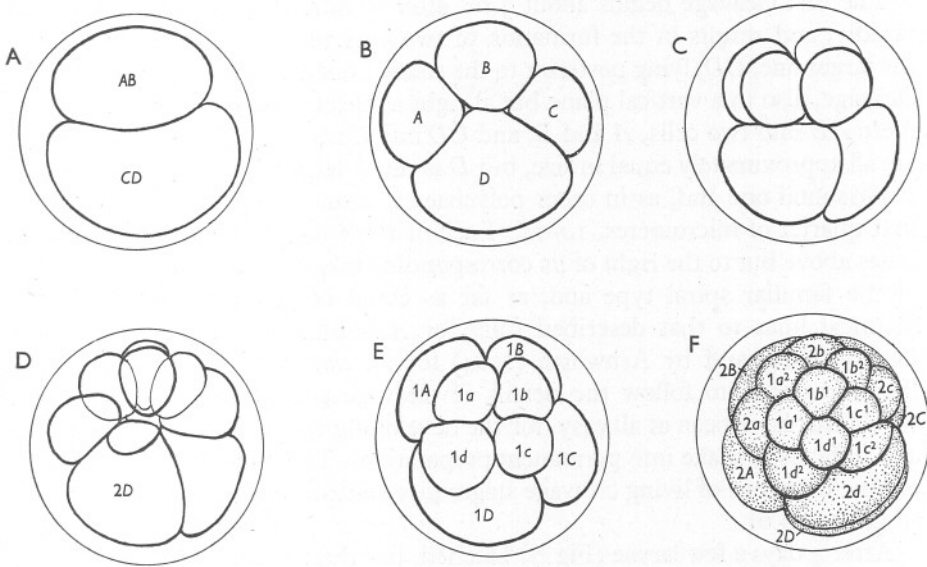 A
AB
CD
B
B
A
C
D
C
D
2D
E
1B
1A
1a
1b
1d
1c
1C
1D
F
2b
2B
1a²
1b²
1b¹
2c
2a
1a¹
1c¹
2C
1d¹
1c²
2A
1d²
2d
2D